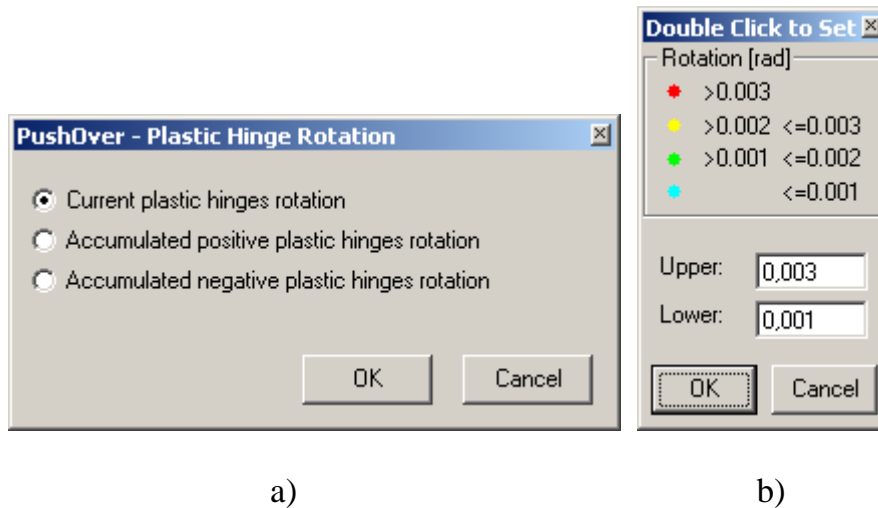 PushOver - Plastic Hinge Rotation
Current plastic hinges rotation
Accumulated positive plastic hinges rotation
Accumulated negative plastic hinges rotation
OK Cancel
a)
Double Click to Set
Rotation [rad]
>0.003
>0.002 <=0.003
>0.001 <=0.002
<=0.001
Upper: 0,003
Lower: 0,001
OK Cancel
b)